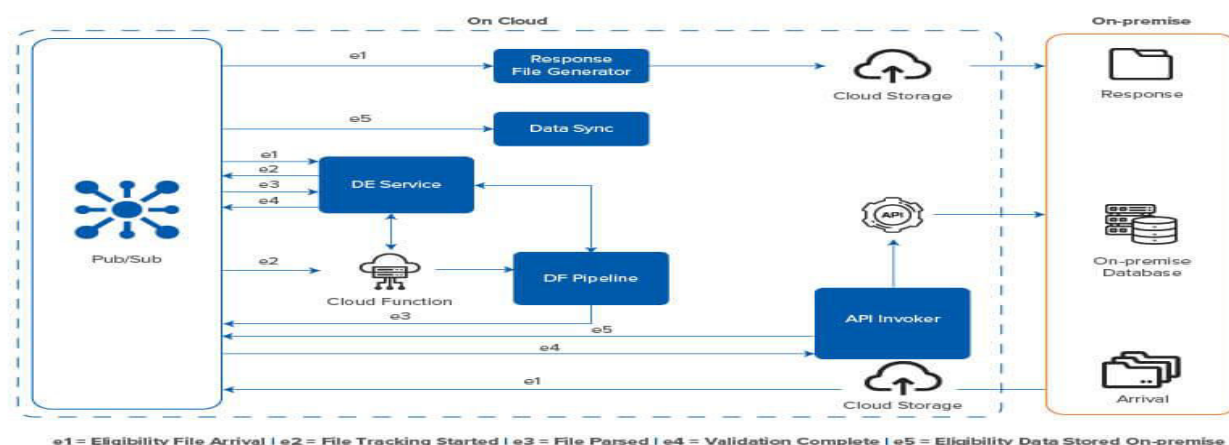 On Cloud
On-premise
e1
Response
File Generator
Cloud Storage
Response
e5
Data Sync
e1
e2
e3
e4
DE Service
API
Pub/Sub
e2
Cloud Function
DF Pipeline
On-premise
Database
e3
e5
API Invoker
e4
e1
Cloud Storage
Arrival
e1 = Eligibility File Arrival | e2 = File Tracking Started | e3 = File Parsed | e4 = Validation Complete | e5 = Eligibility Data Stored On-premise